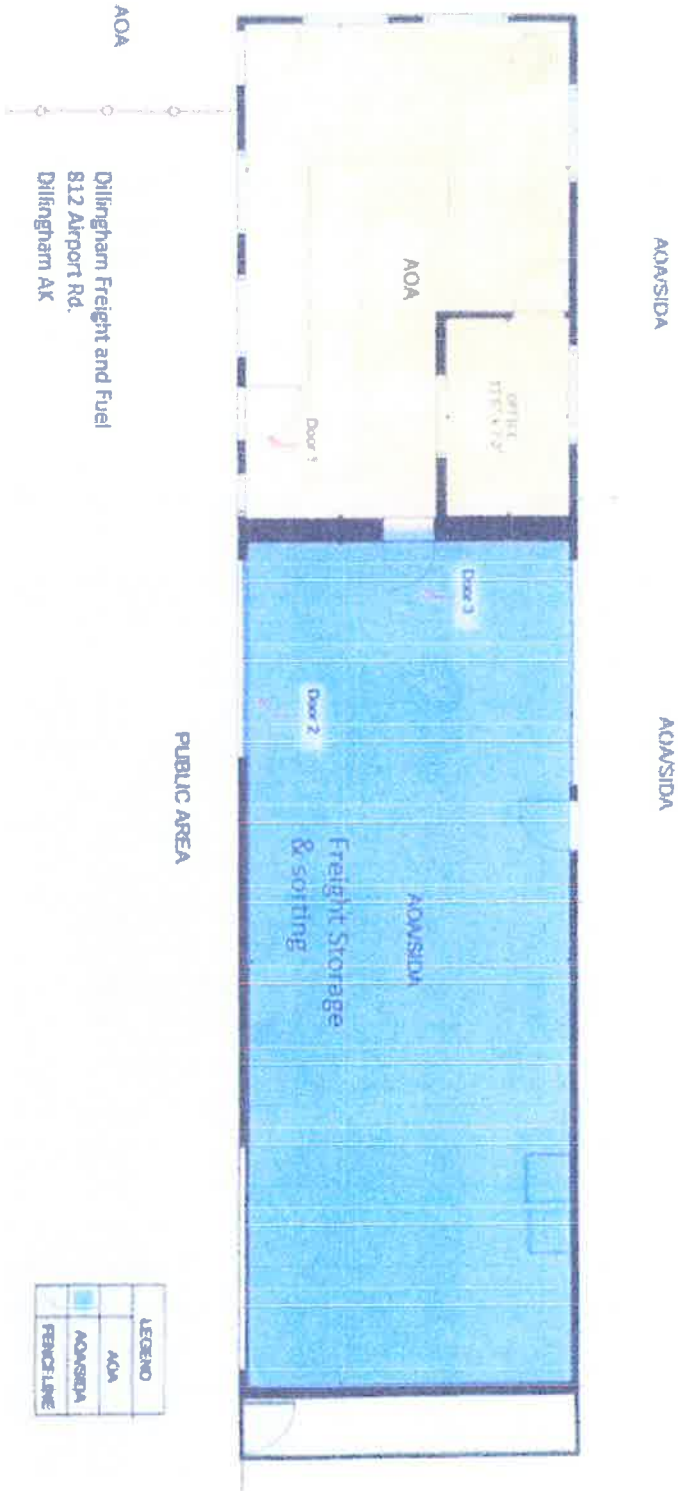 AOA/SIDA
AOA/SIDA
AOA
OFFICE
AOA
Door 1
Door 3
Door 2
AOA/SIDA
Freight Storage
& sorting
PUBLIC AREA
Dillingham Freight and Fuel
812 Airport Rd.
Dillingham AK
LEGEND
AOA
AOA/SIDA
FENCE LINE